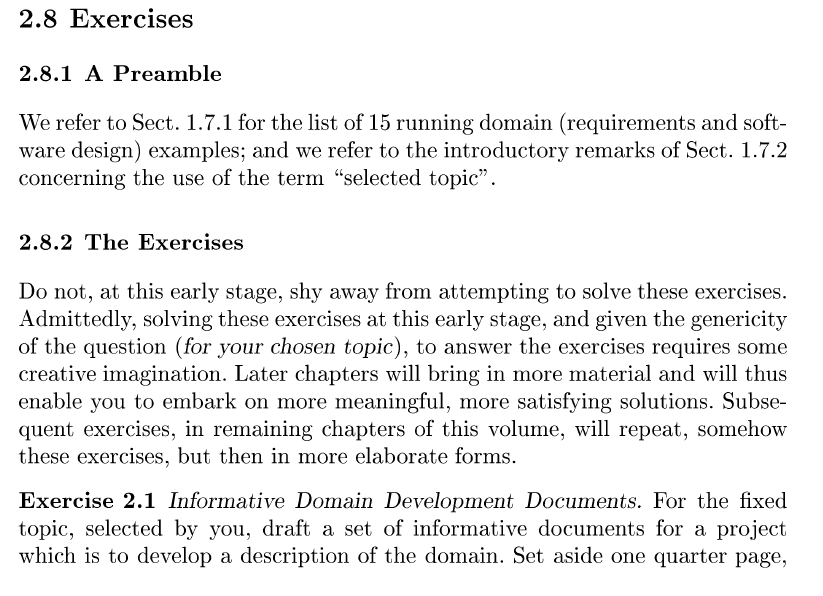 2.8 Exercises
2.8.1 A Preamble
We refer to Sect. 1.7.1 for the list of 15 running domain (requirements and soft-
ware design) examples; and we refer to the introductory remarks of Sect. 1.7.2
concerning the use of the term “selected topic”.
2.8.2 The Exercises
Do not, at this early stage, shy away from attempting to solve these exercises.
Admittedly, solving these exercises at this early stage, and given the genericity
of the question (for your chosen topic), to answer the exercises requires some
creative imagination. Later chapters will bring in more material and will thus
enable you to embark on more meaningful, more satisfying solutions. Subse-
quent exercises, in remaining chapters of this volume, will repeat, somehow
these exercises, but then in more elaborate forms.
Exercise 2.1 Informative Domain Development Documents. For the fixed
topic, selected by you, draft a set of informative documents for a project
which is to develop a description of the domain. Set aside one quarter page,